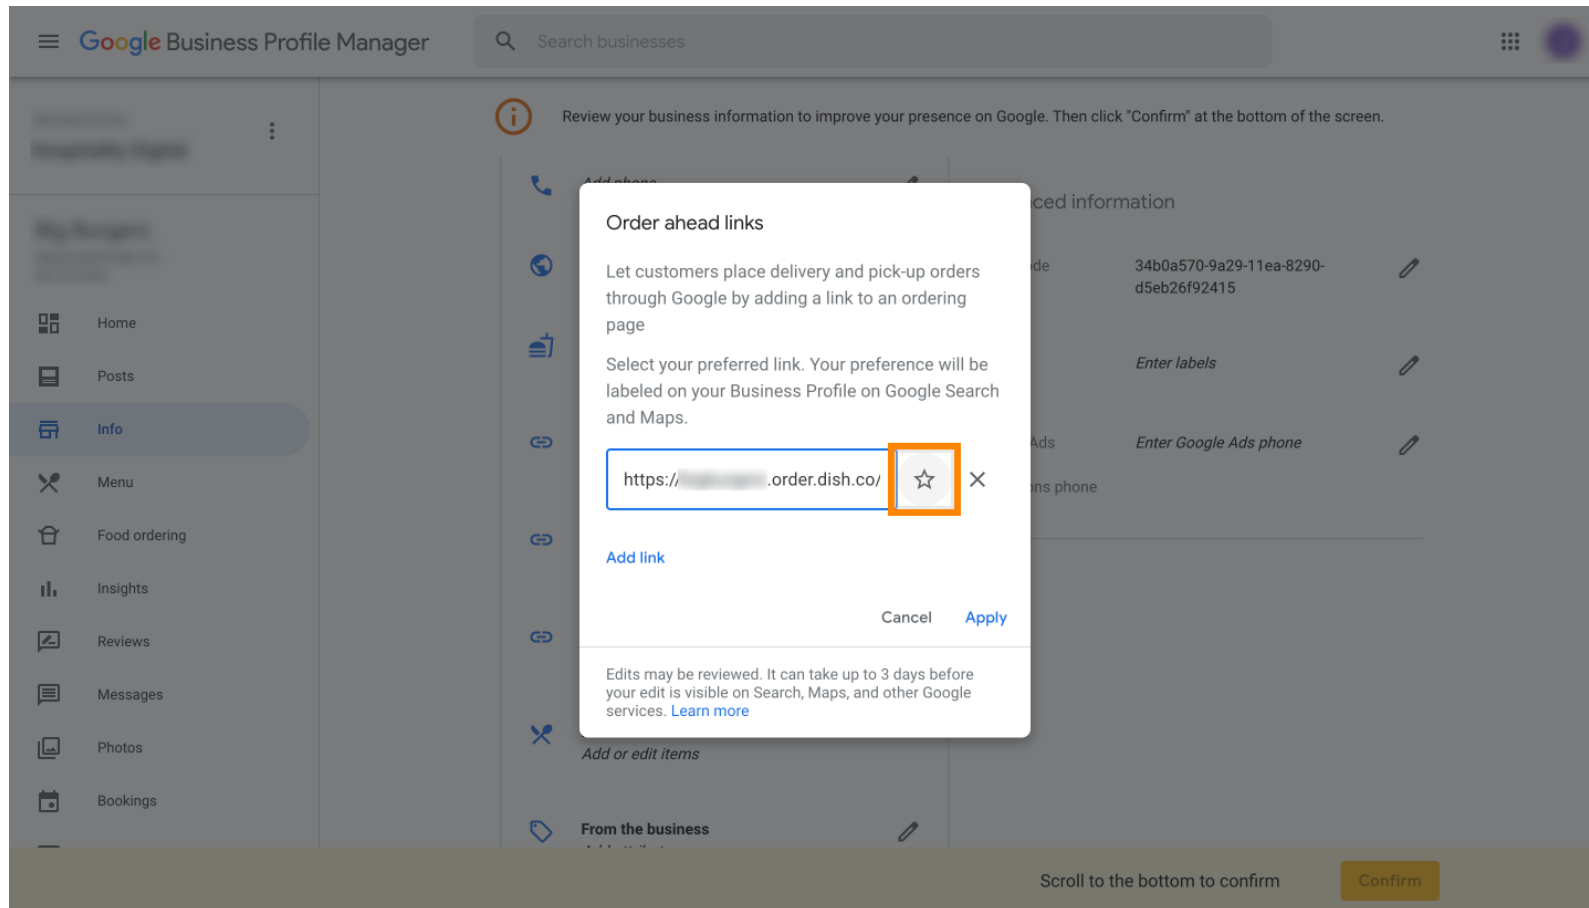 Google Business Profile Manager
Search businesses
Review your business information to improve your presence on Google. Then click "Confirm" at the bottom of the screen.
Home
Posts
Info
Menu
Food ordering
Insights
Reviews
Messages
Photos
Bookings
Add phone
Order ahead links
Let customers place delivery and pick-up orders
through Google by adding a link to an ordering
page
Select your preferred link. Your preference will be
labeled on your Business Profile on Google Search
and Maps.
https:/
.order.dish.co/
Add link
Cancel
Apply
Edits may be reviewed. It can take up to 3 days before
your edit is visible on Search, Maps, and other Google
services. Learn more
Add or edit items
From the business
information
34b0a570-9a29-11ea-8290-
d5eb26f92415
Enter labels
Ads
Enter Google Ads phone
phone
Scroll to the bottom to confirm
Confirm